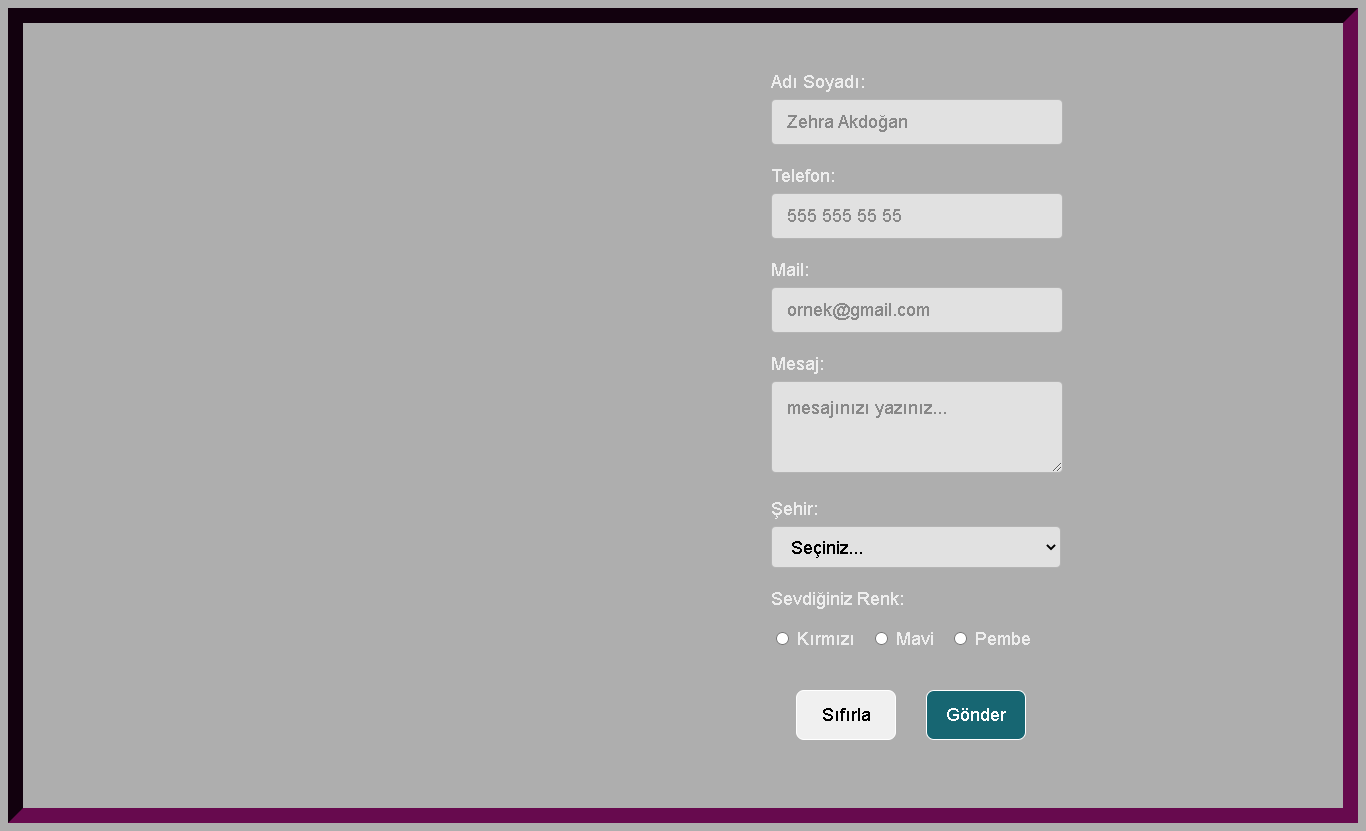 Adı Soyadı:
Zehra Akdoğan
Telefon:
555 555 55 55
Mail:
ornek@gmail.com
Mesaj:
mesajınızı yazınız...
Şehir:
Seçiniz...
Sevdiğiniz Renk:
Kırmızı Mavi Pembe
Sıfırla Gönder